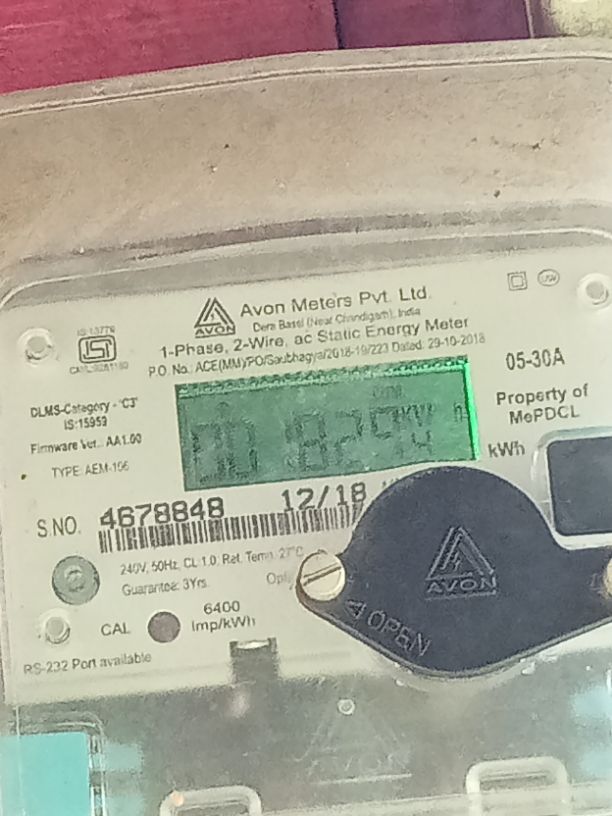 Avon Meters Pvt. Ltd.
AVON
Dera Bassi (Near Chandigarh), India
1-Phase, 2-Wire, ac Static Energy Meter
P.O. No.: ACE(MM)/PO/Saubhagya/2018-19/223 Dated: 29-10-2018
05-30A
DLMS-Category - 'C3'
IS:15959
Firmware Ver.: AA1.00
TYPE: AEM-106
Property of
MePDCL
kWh
S.NO. 4678848 12/18
240V, 50Hz, CL 1.0, Ref. Temp. 27°C
Guarantee: 3Yrs.
CAL
6400
Imp/kWh
RS-232 Port available
AVON
OPEN